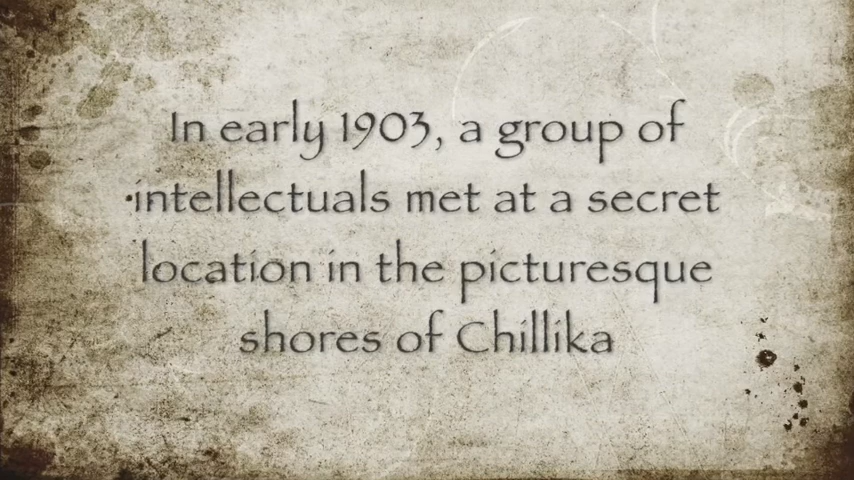 In early 1903, a group of
intellectuals met at a secret
location in the picturesque
shores of Chillika